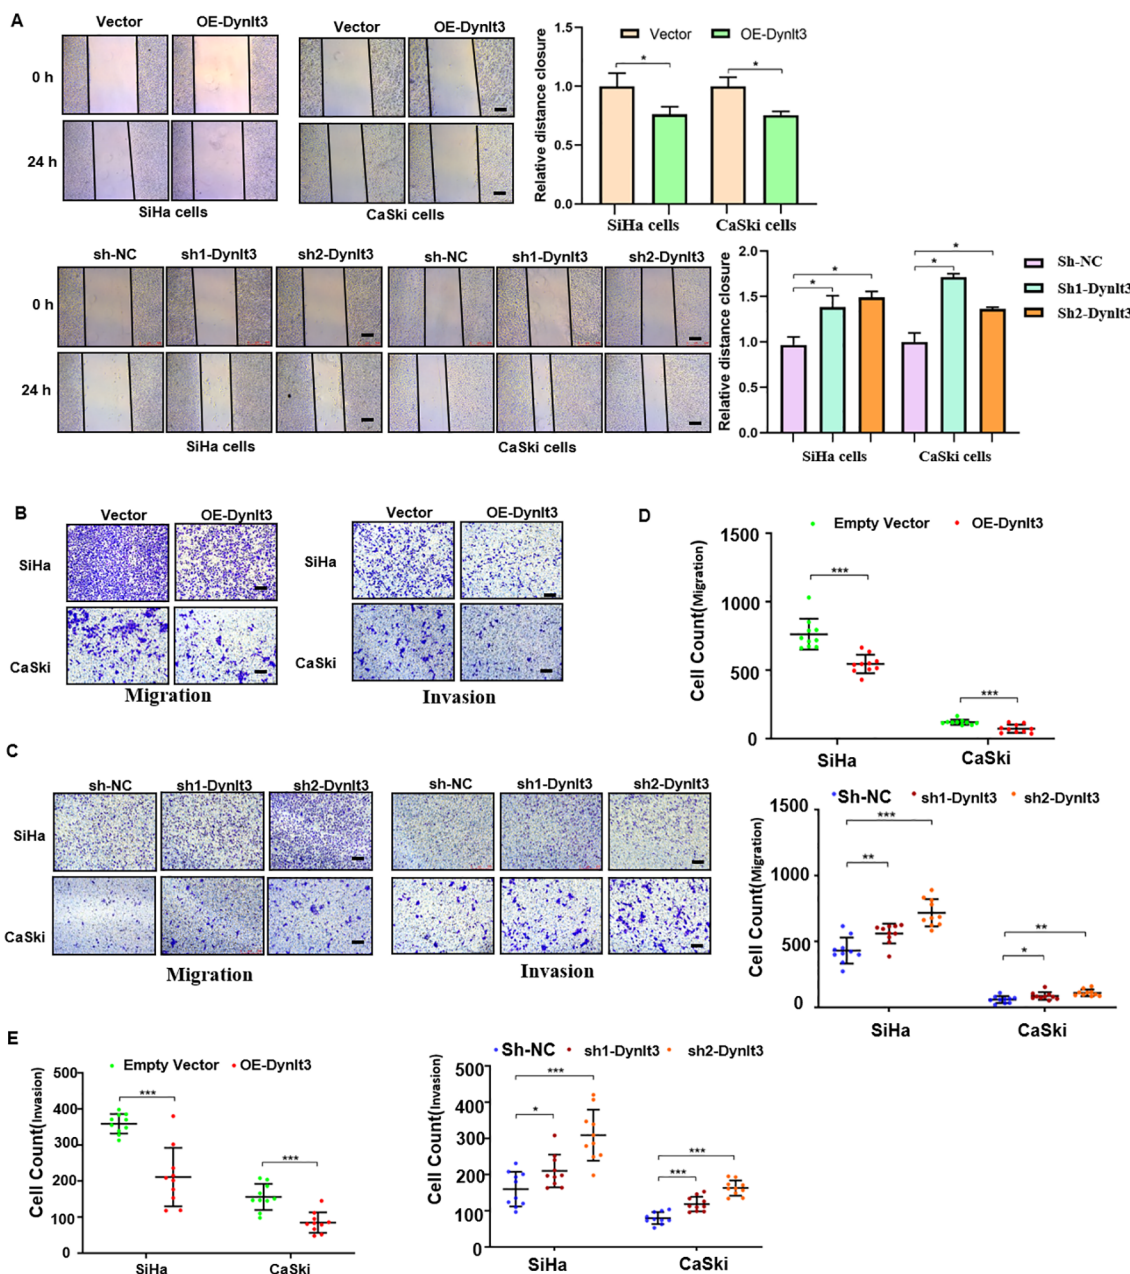 A
Vector OE-Dynlt3 Vector OE-Dynlt3
0 h
24 h
SiHa cells CaSki cells
Relative distance closure
Vector OE-Dynlt3
1.5
1.0
0.5
0.0
* *
SiHa cells CaSki cells
sh-NC sh1-Dynlt3 sh2-Dynlt3 sh-NC sh1-Dynlt3 sh2-Dynlt3
0 h
24 h
SiHa cells CaSki cells
Relative distance closure
2.0
1.5
1.0
0.5
0.0
* * * *
SiHa cells CaSki cells
Sh-NC
Sh1-Dynlt3
Sh2-Dynlt3
B
Vector OE-Dynlt3 Vector OE-Dynlt3
SiHa SiHa
CaSki CaSki
Migration Invasion
C
sh-NC sh1-Dynlt3 sh2-Dynlt3 sh-NC sh1-Dynlt3 sh2-Dynlt3
SiHa
CaSki
Migration Invasion
D
Empty Vector OE-Dynlt3
Cell Count(Migration)
1500
1000
500
0
*** ***
SiHa CaSki
Sh-NC sh1-Dynlt3 sh2-Dynlt3
Cell Count(Migration)
1500
1000
500
0
*** ** ** *
SiHa CaSki
E
Empty Vector OE-Dynlt3
Cell Count(Invasion)
500
400
300
200
100
0
*** ***
SiHa CaSki
Sh-NC sh1-Dynlt3 sh2-Dynlt3
Cell Count(Invasion)
500
400
300
200
100
0
*** * *** ***
SiHa CaSki